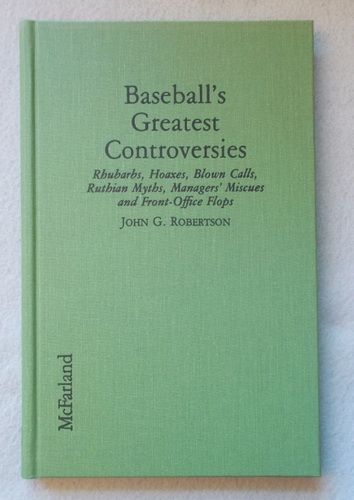 Baseball's
Greatest
Controversies
Rhubarbs, Hoaxes, Blown Calls,
Ruthian Myths, Managers' Miscues
and Front-Office Flops
JOHN G. ROBERTSON
McFarland